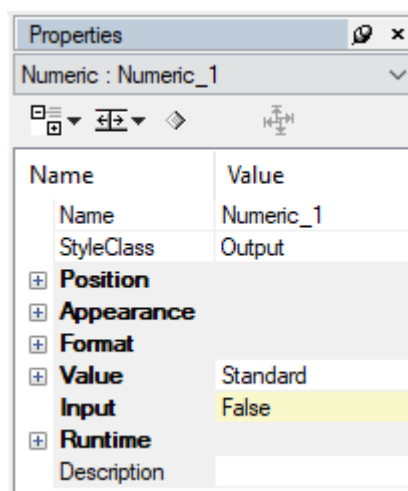 Properties
Numeric : Numeric_1
Name Value
Name Numeric_1
StyleClass Output
Position
Appearance
Format
Value Standard
Input False
Runtime
Description